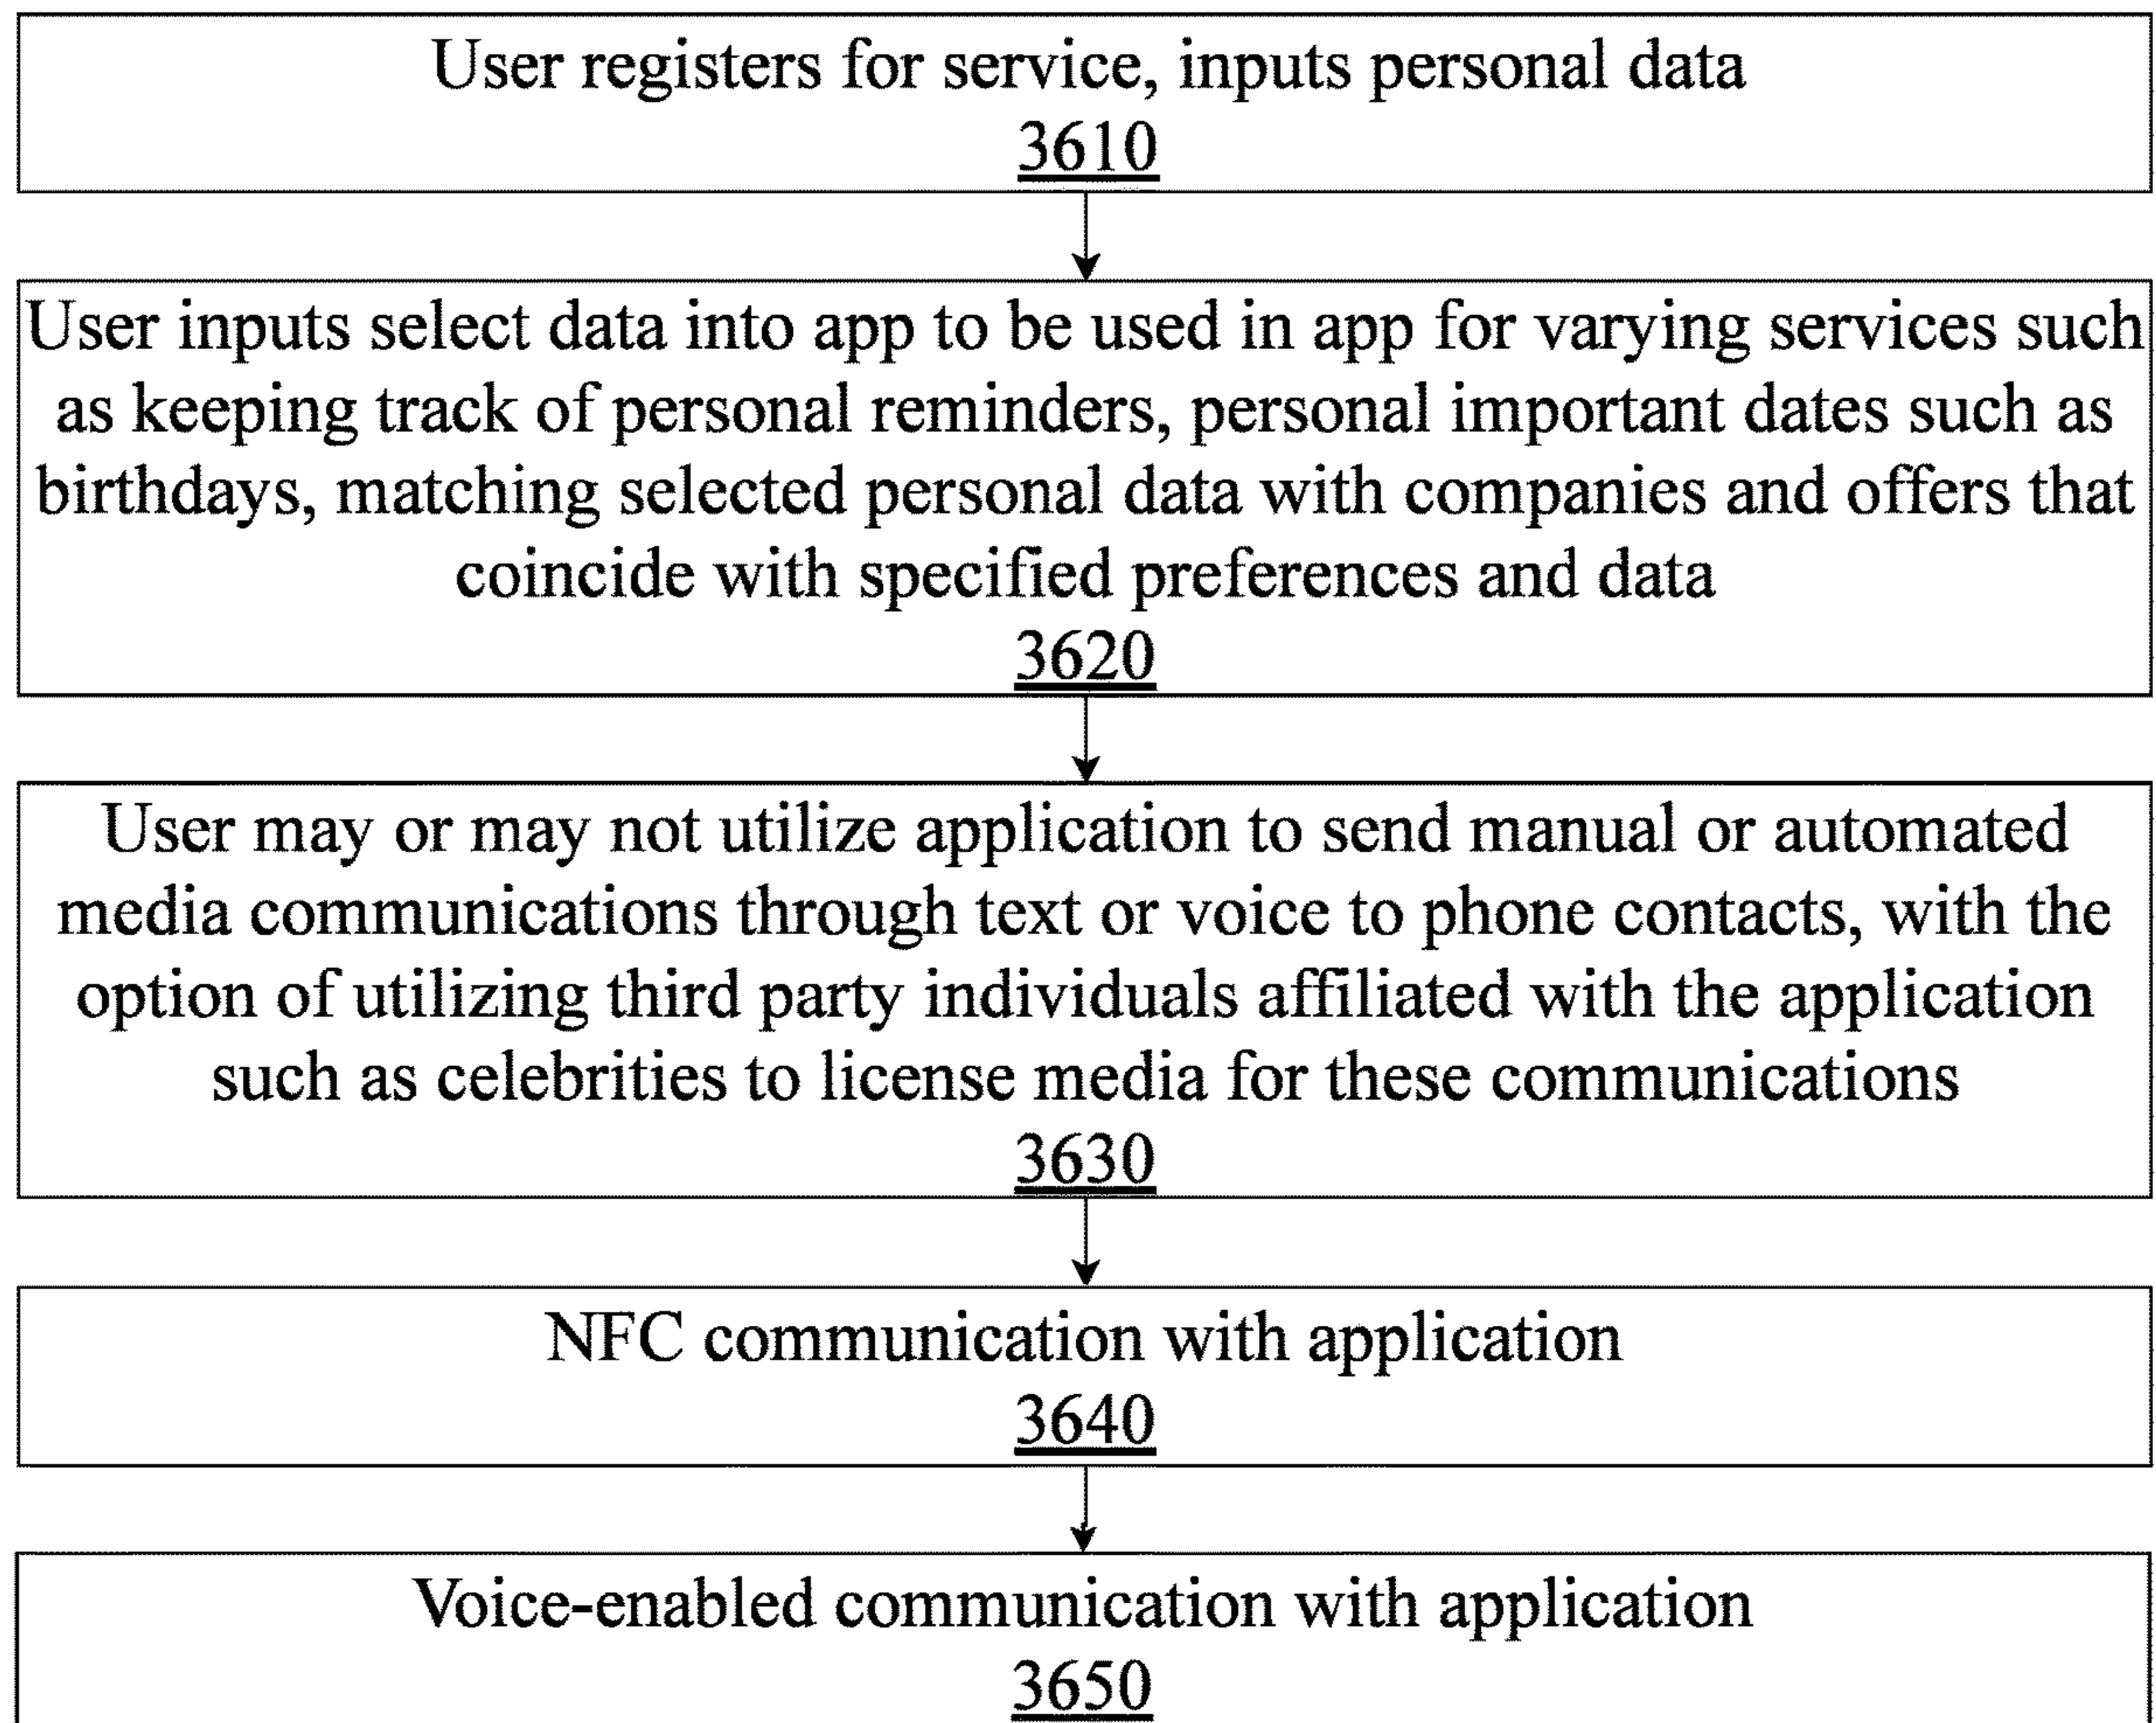 User registers for service, inputs personal data
3610
User inputs select data into app to be used in app for varying services such
as keeping track of personal reminders, personal important dates such as
birthdays, matching selected personal data with companies and offers that
coincide with specified preferences and data
3620
User may or may not utilize application to send manual or automated
media communications through text or voice to phone contacts, with the
option of utilizing third party individuals affiliated with the application
such as celebrities to license media for these communications
3630
NFC communication with application
3640
Voice-enabled communication with application
3650